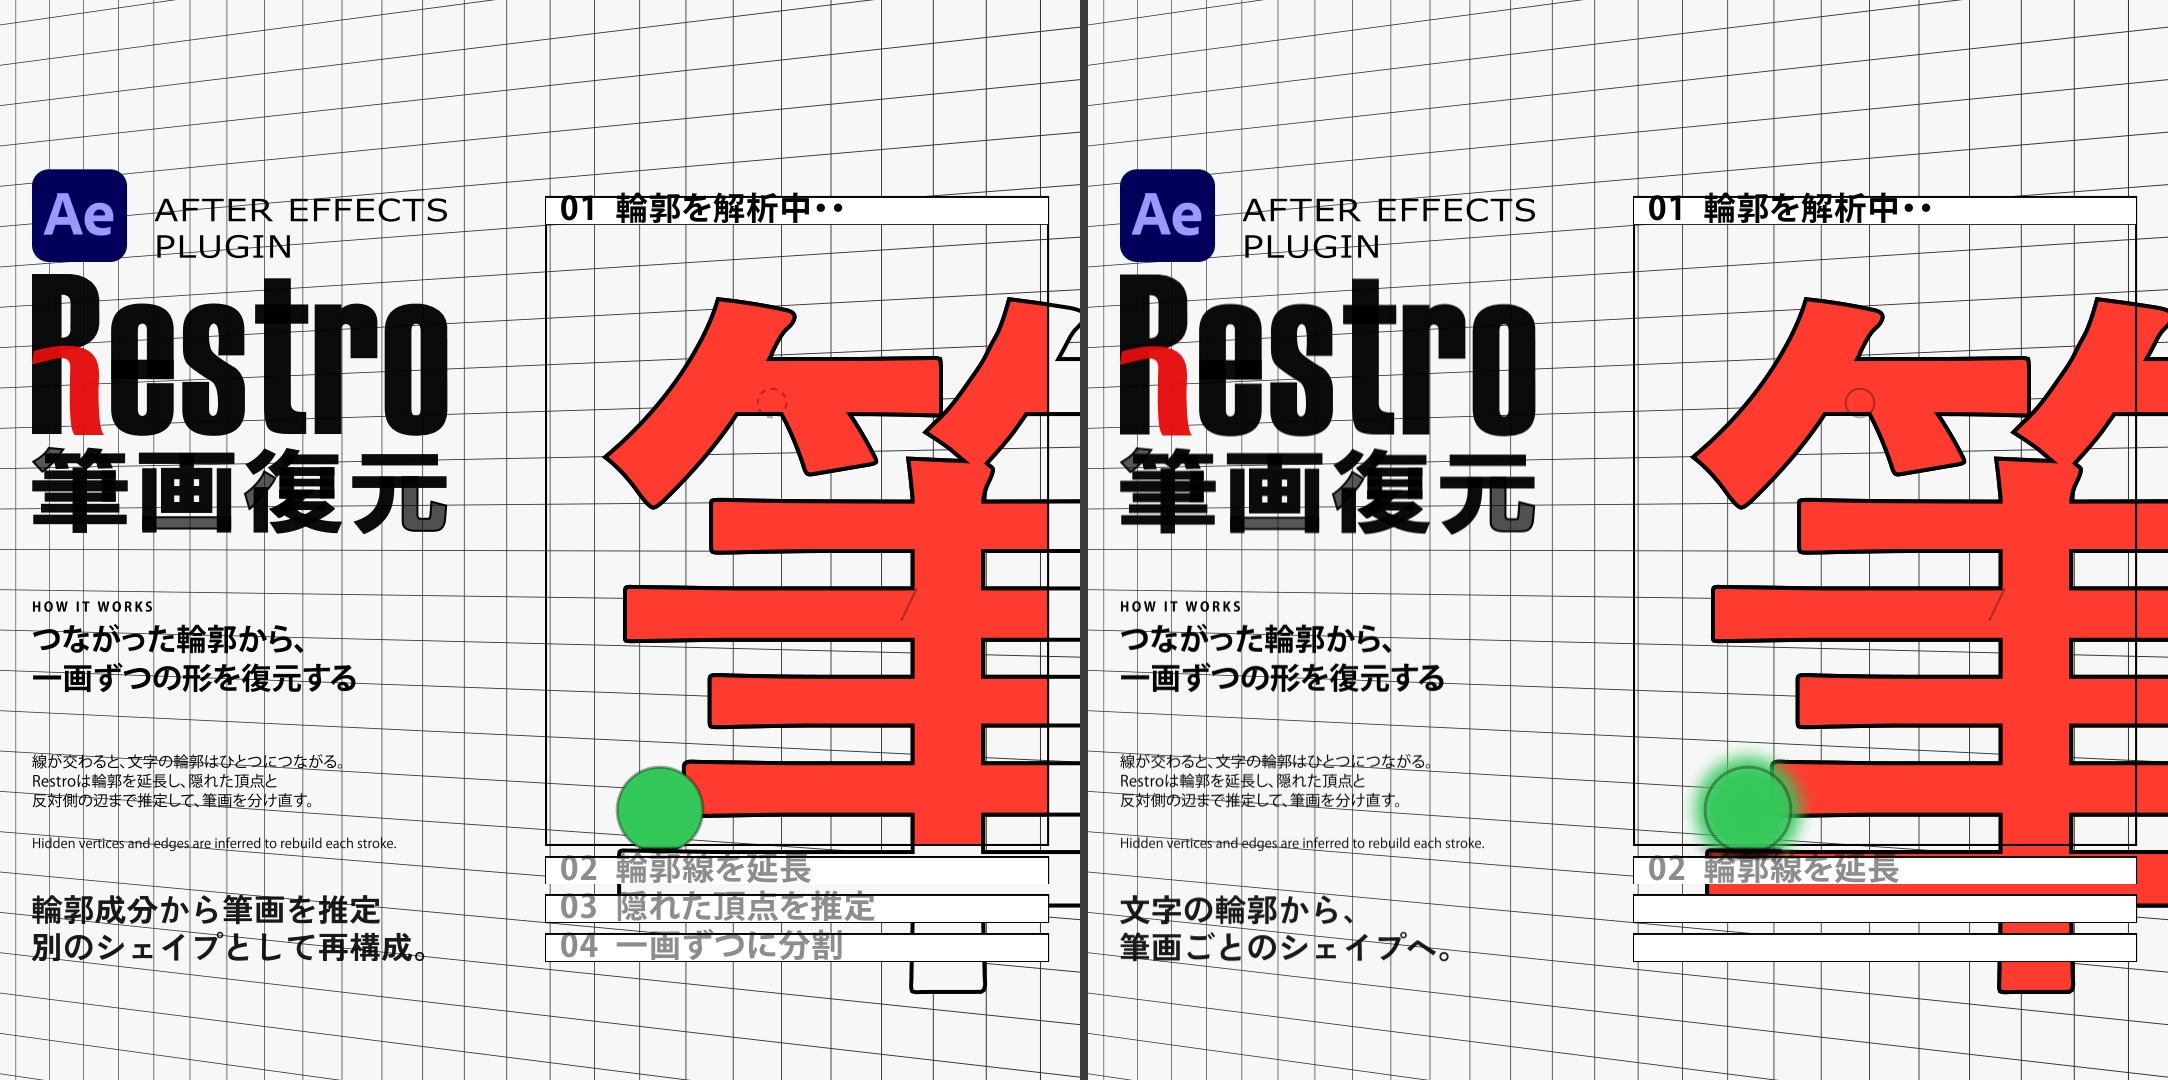 Ae
AFTER EFFECTS
PLUGIN
Restro
筆画復元
HOW IT WORKS
つながった輪郭から、
一画ずつの形を復元する
線が交わると、文字の輪郭はひとつにつながる。
Restroは輪郭を延長し、隠れた頂点と
反対側の辺まで推定して、筆画を分け直す。
Hidden vertices and edges are inferred to rebuild each stroke.
輪郭成分から筆画を推定
別のシェイプとして再構成。
01 輪郭を解析中••
筆
02 輪郭線を延長
03 隠れた頂点を推定
04 一画ずつに分割
Ae
AFTER EFFECTS
PLUGIN
Restro
筆画復元
HOW IT WORKS
つながった輪郭から、
一画ずつの形を復元する
線が交わると、文字の輪郭はひとつにつながる。
Restroは輪郭を延長し、隠れた頂点と
反対側の辺まで推定して、筆画を分け直す。
Hidden vertices and edges are inferred to rebuild each stroke.
文字の輪郭から、
筆画ごとのシェイプへ。
01 輪郭を解析中••
筆
02 輪郭線を延長